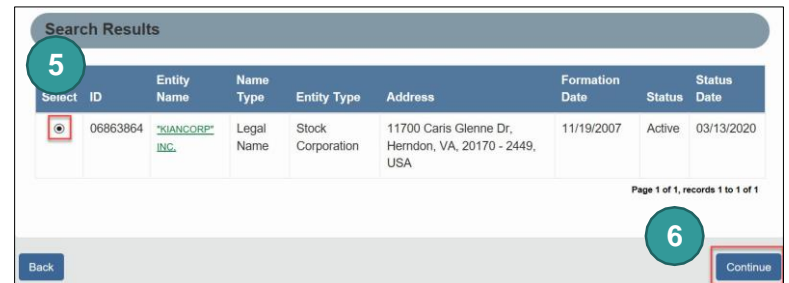 Search Results
5
Select ID Entity Name Name Type Entity Type Address Formation Date Status Status Date
06863864 "KIANCORP" Legal Stock 11700 Caris Glenne Dr, 11/19/2007 Active 03/13/2020
INC. Name Corporation Herndon, VA, 20170 - 2449,
USA
Page 1 of 1, records 1 to 1 of 1
6
Back Continue